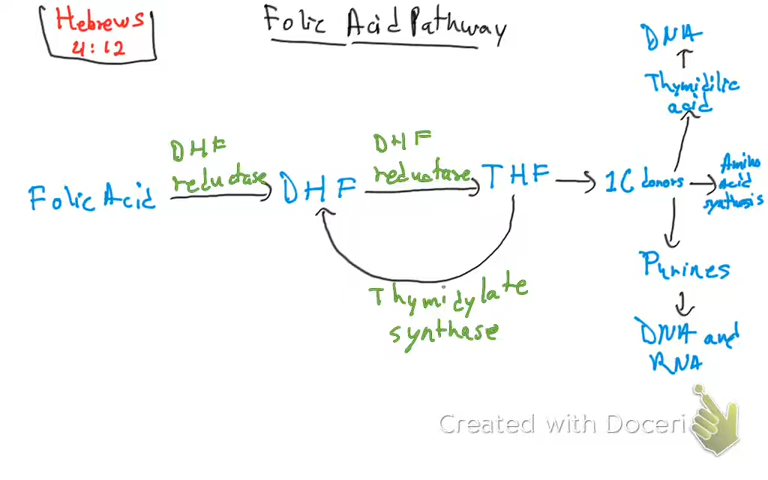 Hebrews
4:12
Folic Acid Pathway
DNA
Thymidilic
acid
DHF
reductase
DHF
reductase
Folic Acid
DHF
THF
1C donors
Amino
Acid
synthesis
Thymidylate
synthase
Purines
DNA and
RNA
Created with Doceri